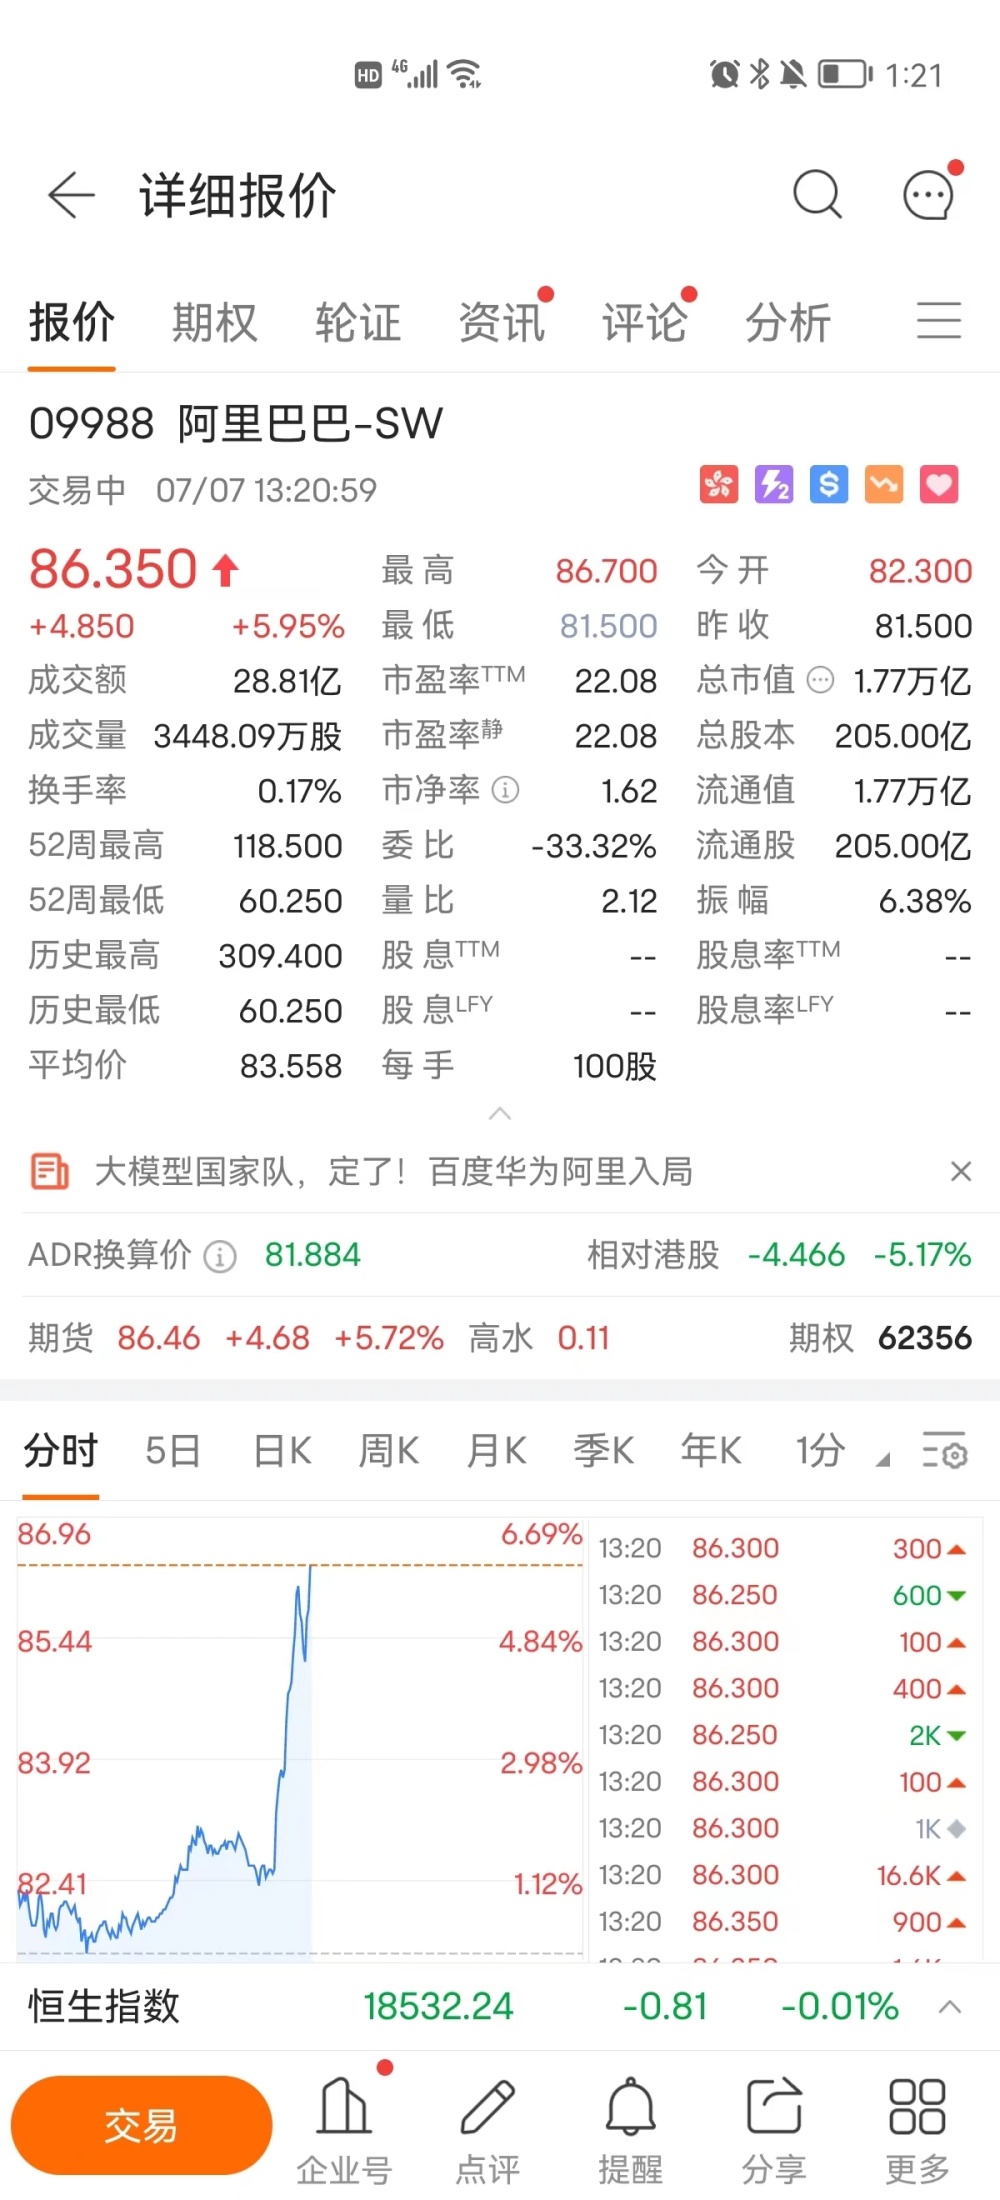 HD 4G 1:21
详细报价
报价 期权 轮证 资讯 评论 分析
09988 阿里巴巴-SW
交易中 07/07 13:20:59
86.350 最高 86.700 今开 82.300
+4.850 +5.95% 最低 81.500 昨收 81.500
成交额 28.81亿 市盈率TTM 22.08 总市值 1.77万亿
成交量 3448.09万股 市盈率静 22.08 总股本 205.00亿
换手率 0.17% 市净率 1.62 流通值 1.77万亿
52周最高 118.500 委比 -33.32% 流通股 205.00亿
52周最低 60.250 量比 2.12 振幅 6.38%
历史最高 309.400 股息TTM -- 股息率TTM --
历史最低 60.250 股息LFY -- 股息率LFY --
平均价 83.558 每手 100股
大模型国家队，定了！百度华为阿里入局
ADR换算价 81.884 相对港股 -4.466 -5.17%
期货 86.46 +4.68 +5.72% 高水 0.11 期权 62356
分时 5日 日K 周K 月K 季K 年K 1分
86.96 6.69%
85.44 4.84%
83.92 2.98%
82.41 1.12%
13:20 86.300 300
13:20 86.250 600
13:20 86.300 100
13:20 86.300 400
13:20 86.250 2K
13:20 86.300 100
13:20 86.300 1K
13:20 86.300 16.6K
13:20 86.350 900
恒生指数 18532.24 -0.81 -0.01%
交易 企业号 点评 提醒 分享 更多